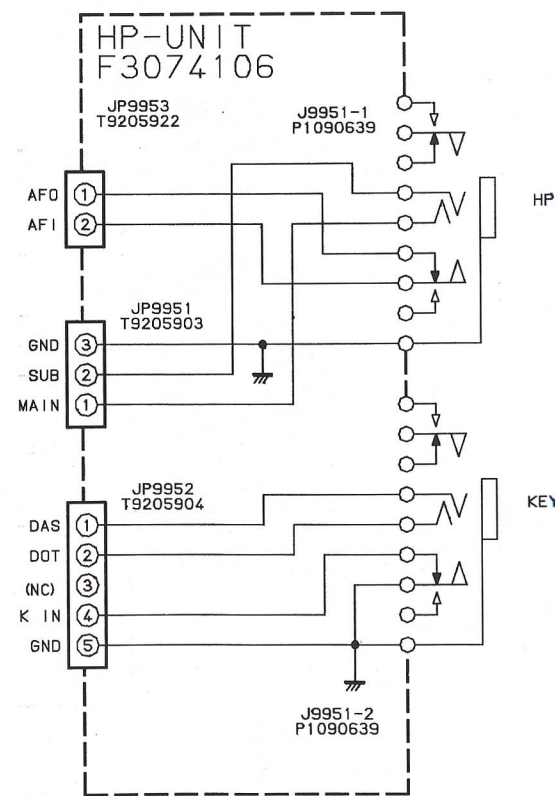 HP-UNIT
F3074106
JP9953
T9205922
J9951-1
P1090639
AFO
1
AFI
2
HP
JP9951
T9205903
GND
3
SUB
2
MAIN
1
JP9952
T9205904
KEY
DAS
1
DOT
2
(NC)
3
K IN
4
GND
5
J9951-2
P1090639